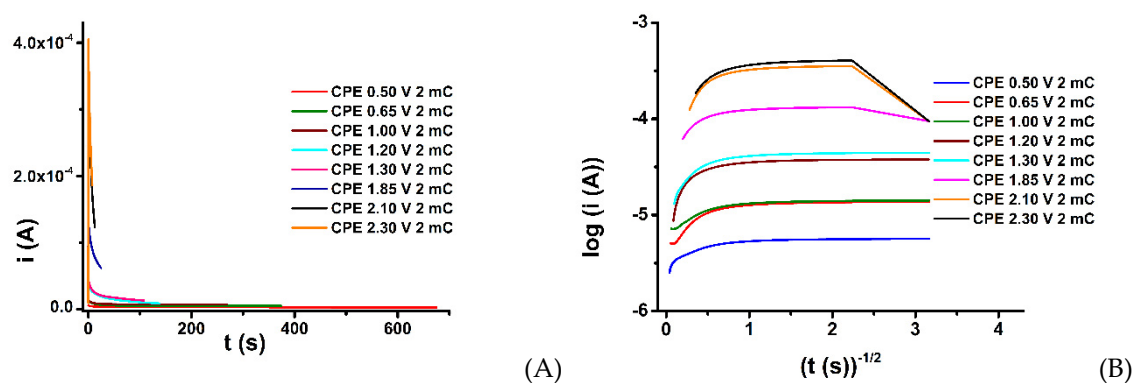 4.0x10⁻⁴
2.0x10⁻⁴
0.0
i (A)
0 200 400 600
t (s)
CPE 0.50 V 2 mC
CPE 0.65 V 2 mC
CPE 1.00 V 2 mC
CPE 1.20 V 2 mC
CPE 1.30 V 2 mC
CPE 1.85 V 2 mC
CPE 2.10 V 2 mC
CPE 2.30 V 2 mC
(A)
-3
-4
-5
-6
log (i (A))
0 1 2 3 4
(t (s))⁻¹/²
CPE 0.50 V 2 mC
CPE 0.65 V 2 mC
CPE 1.00 V 2 mC
CPE 1.20 V 2 mC
CPE 1.30 V 2 mC
CPE 1.85 V 2 mC
CPE 2.10 V 2 mC
CPE 2.30 V 2 mC
(B)